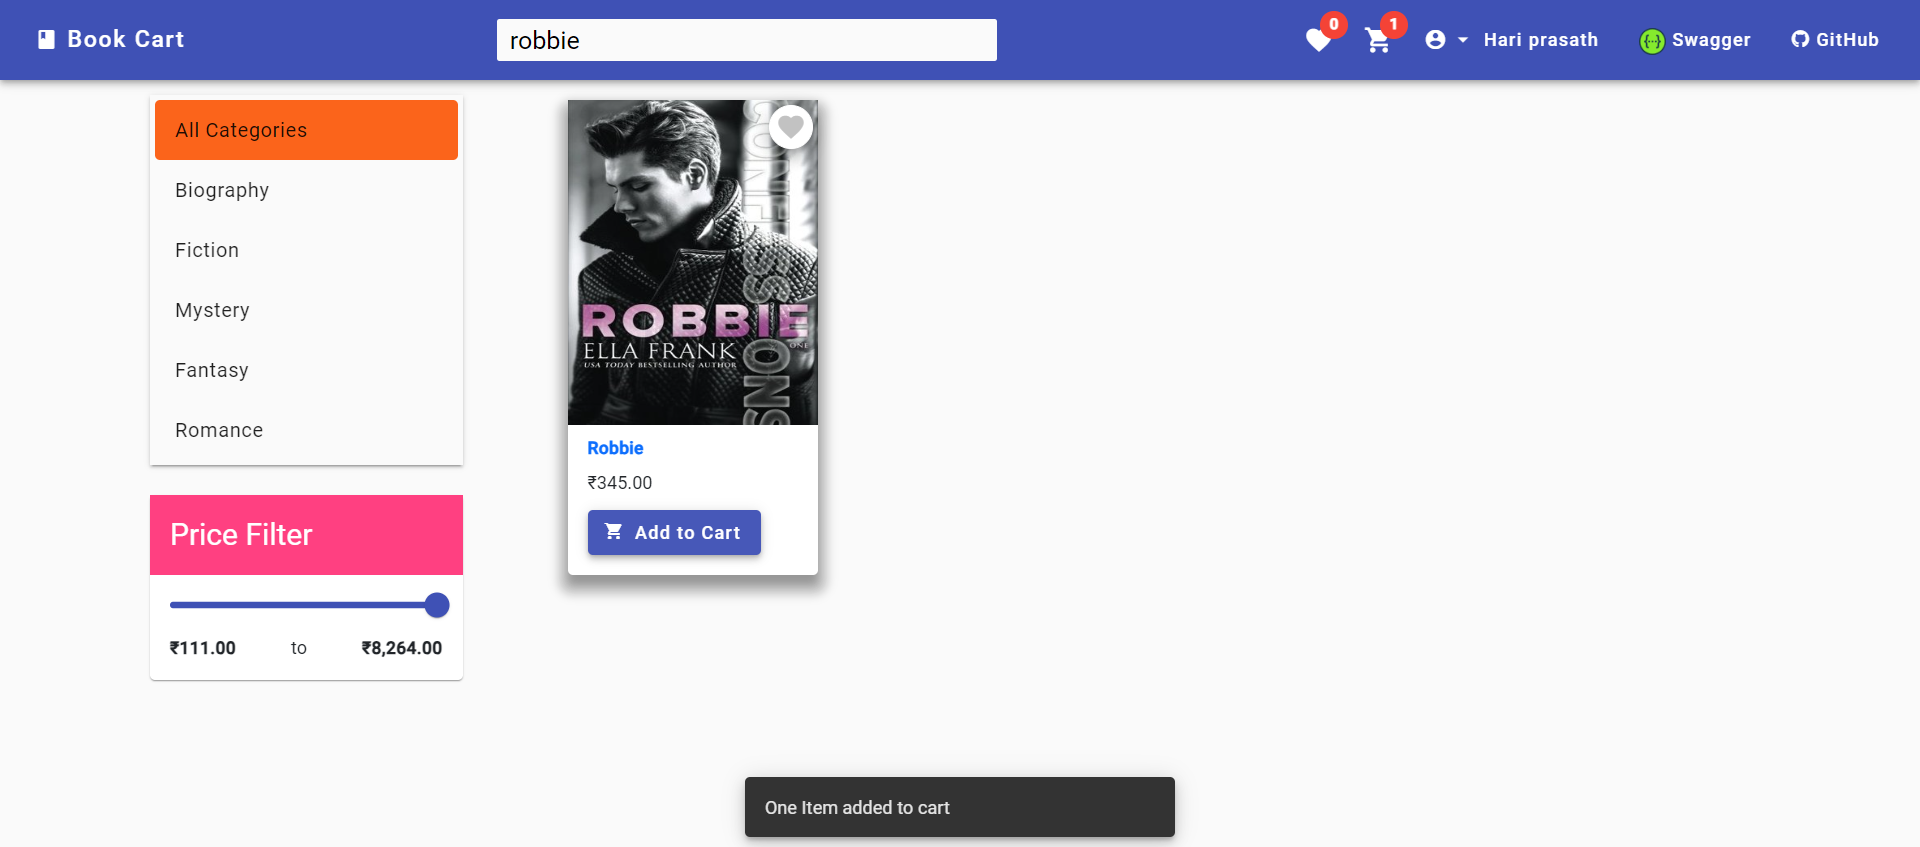 Book Cart
robbie
0
1
Hari prasath
Swagger
GitHub
All Categories
Biography
Fiction
Mystery
Fantasy
Romance
Price Filter
₹111.00 to ₹8,264.00
CONFESSIONS
ROBBIE
ONE
ELLA FRANK
USA TODAY BESTSELLING AUTHOR
Robbie
₹345.00
Add to Cart
One Item added to cart